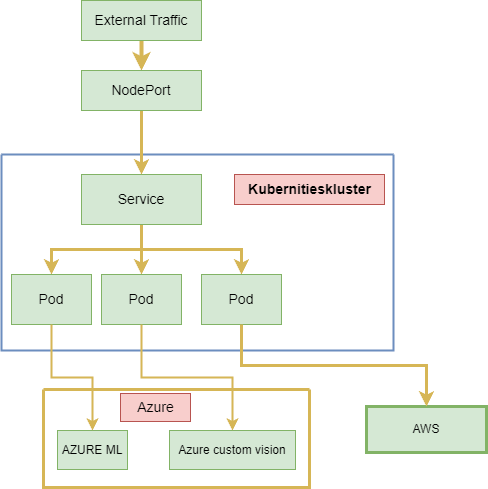 External Traffic
NodePort
Service
Kubernitieskluster
Pod
Pod
Pod
Azure
AZURE ML
Azure custom vision
AWS